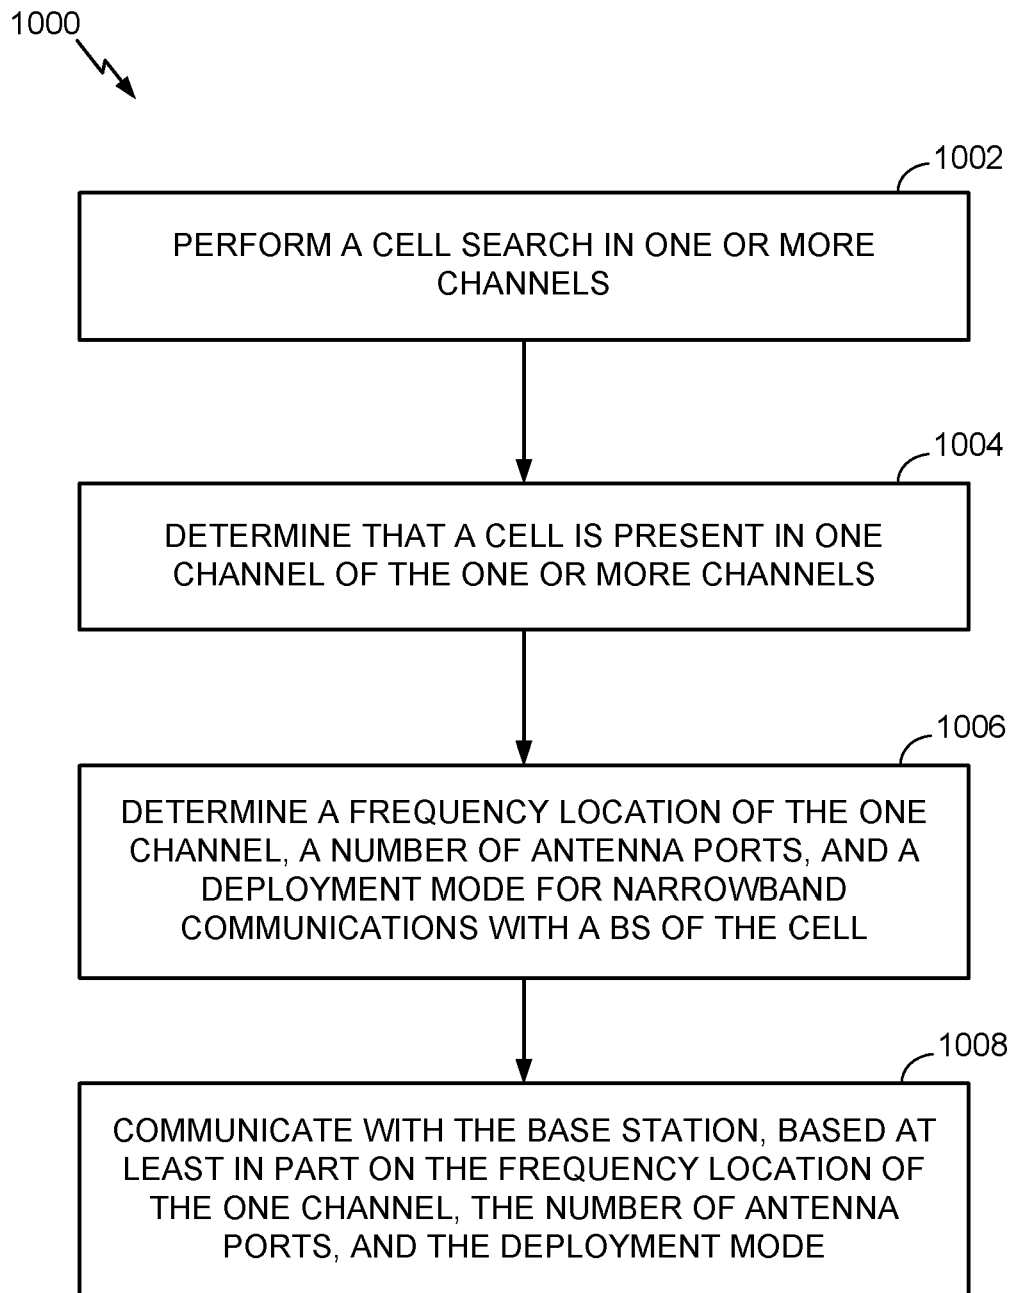 1000
1002
PERFORM A CELL SEARCH IN ONE OR MORE
CHANNELS
1004
DETERMINE THAT A CELL IS PRESENT IN ONE
CHANNEL OF THE ONE OR MORE CHANNELS
1006
DETERMINE A FREQUENCY LOCATION OF THE ONE
CHANNEL, A NUMBER OF ANTENNA PORTS, AND A
DEPLOYMENT MODE FOR NARROWBAND
COMMUNICATIONS WITH A BS OF THE CELL
1008
COMMUNICATE WITH THE BASE STATION, BASED AT
LEAST IN PART ON THE FREQUENCY LOCATION OF
THE ONE CHANNEL, THE NUMBER OF ANTENNA
PORTS, AND THE DEPLOYMENT MODE